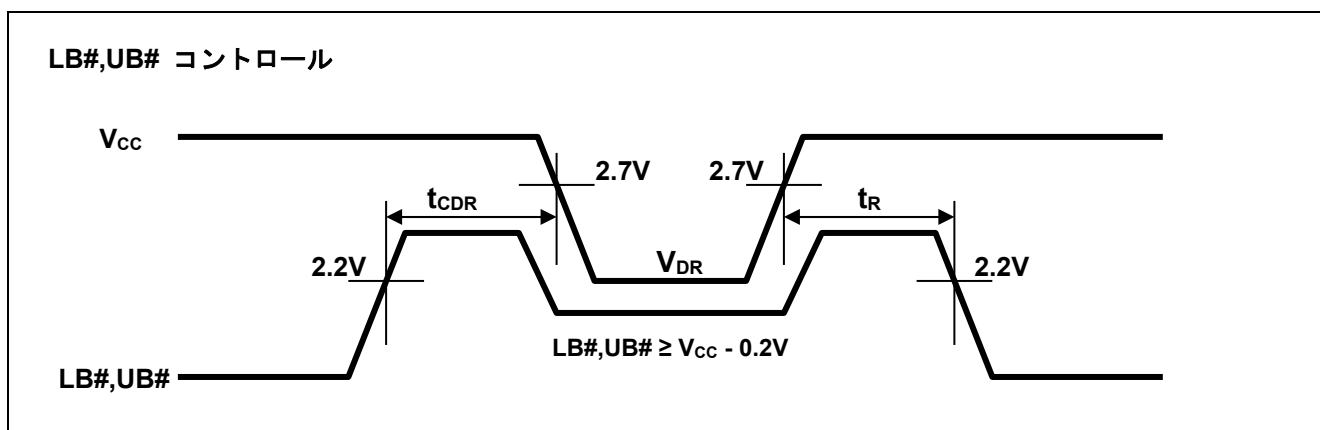 LB#,UB# コントロール
VCC
2.7V 2.7V
tCDR tR
2.2V VDR 2.2V
LB#,UB# ≥ VCC - 0.2V
LB#,UB#